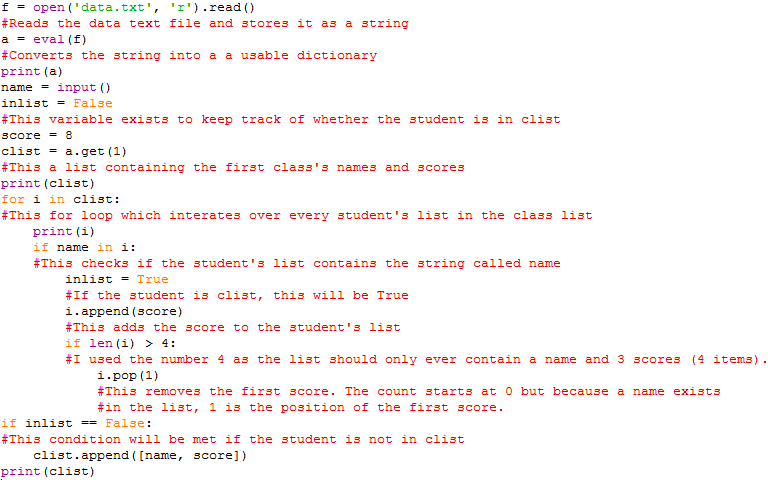 f = open('data.txt', 'r').read()
#Reads the data text file and stores it as a string
a = eval(f)
#Converts the string into a a usable dictionary
print(a)
name = input()
inlist = False
#This variable exists to keep track of whether the student is in clist
score = 8
clist = a.get(1)
#This a list containing the first class's names and scores
print(clist)
for i in clist:
#This for loop which interates over every student's list in the class list
    print(i)
    if name in i:
    #This checks if the student's list contains the string called name
        inlist = True
        #If the student is clist, this will be True
        i.append(score)
        #This adds the score to the student's list
        if len(i) > 4:
        #I used the number 4 as the list should only ever contain a name and 3 scores (4 items).
            i.pop(1)
            #This removes the first score. The count starts at 0 but because a name exists
            #in the list, 1 is the position of the first score.
if inlist == False:
#This condition will be met if the student is not in clist
    clist.append([name, score])
print(clist)